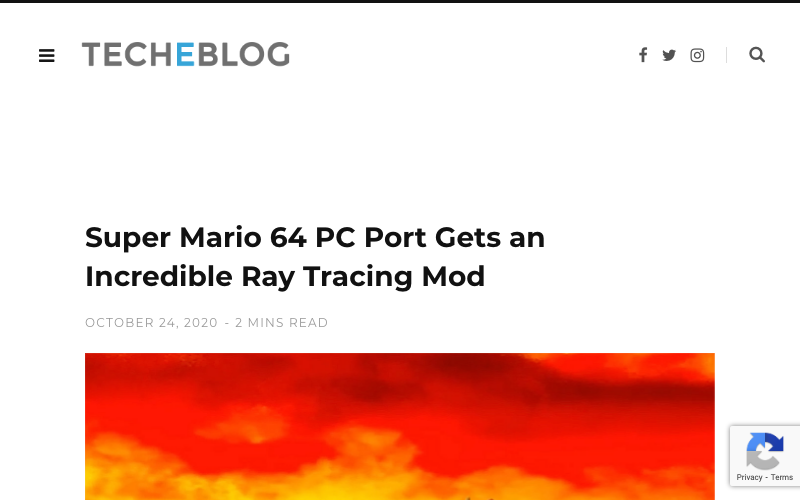 TECHEBLOG
Super Mario 64 PC Port Gets an
Incredible Ray Tracing Mod
OCTOBER 24, 2020 - 2 MINS READ
Privacy - Terms